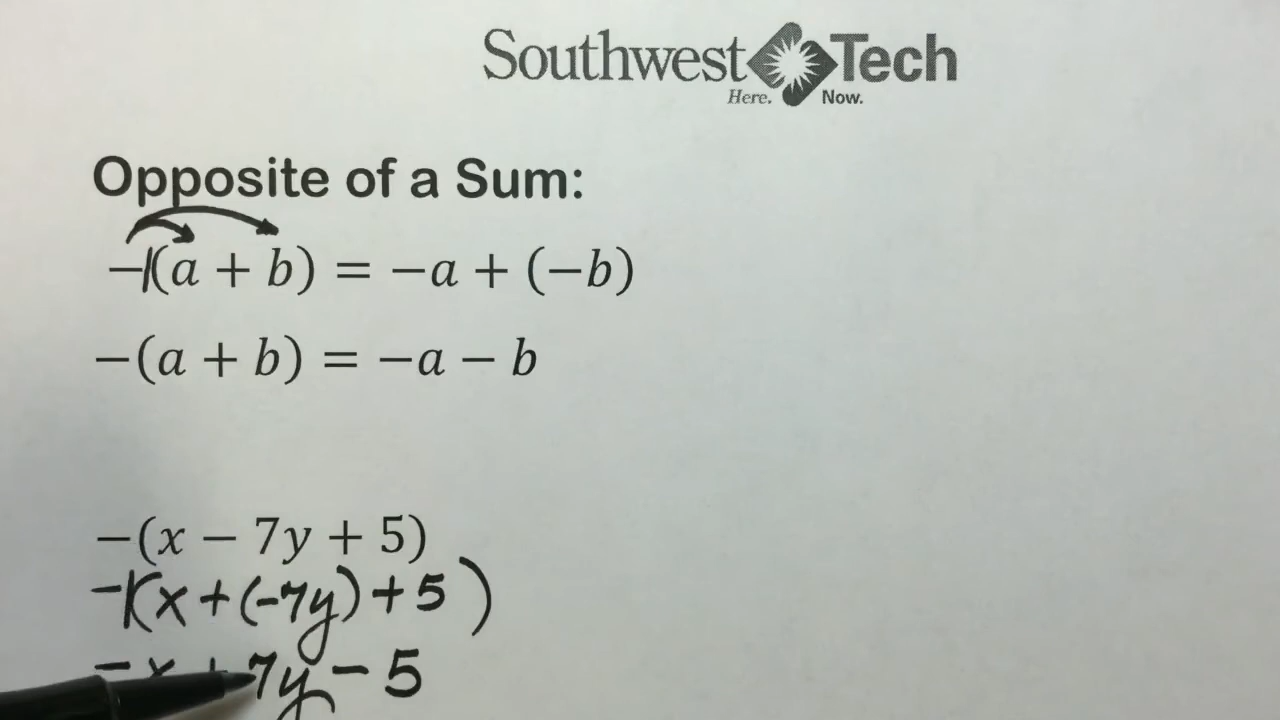 Southwest Tech
Here. Now.
Opposite of a Sum:
-1(a + b) = -a + (-b)
-(a + b) = -a - b
-(x - 7y + 5)
-1(x + (-7y) + 5)
-x + 7y - 5